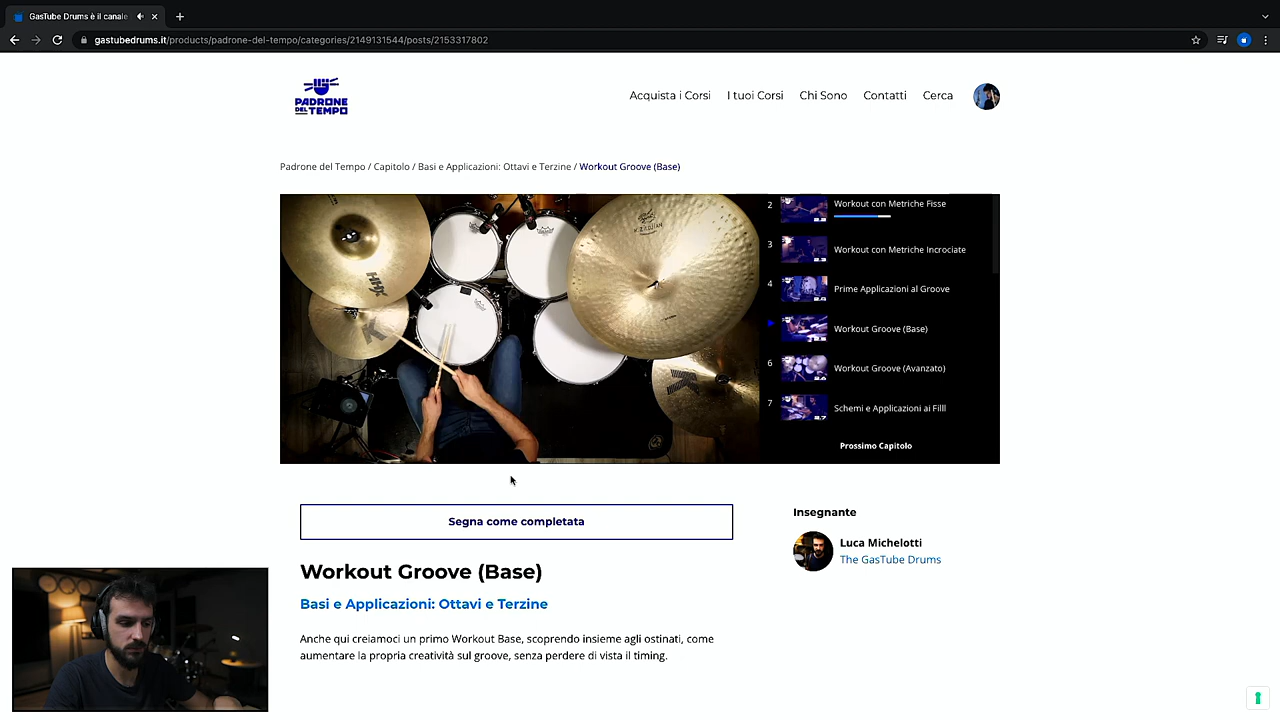 GasTube Drums è il canale
gastubedrums.it/products/padrone-del-tempo/categories/2149131544/posts/2153317802
PADRONE
DEL TEMPO
Acquista i Corsi
I tuoi Corsi
Chi Sono
Contatti
Cerca
Padrone del Tempo / Capitolo / Basi e Applicazioni: Ottavi e Terzine / Workout Groove (Base)
HHX
K
K
2
Workout con Metriche Fisse
3
Workout con Metriche Incrociate
4
Prime Applicazioni al Groove
Workout Groove (Base)
6
Workout Groove (Avanzato)
7
Schemi e Applicazioni ai Filll
Prossimo Capitolo
Segna come completata
Insegnante
Luca Michelotti
The GasTube Drums
Workout Groove (Base)
Basi e Applicazioni: Ottavi e Terzine
Anche qui creiamoci un primo Workout Base, scoprendo insieme agli ostinati, come
aumentare la propria creatività sul groove, senza perdere di vista il timing.